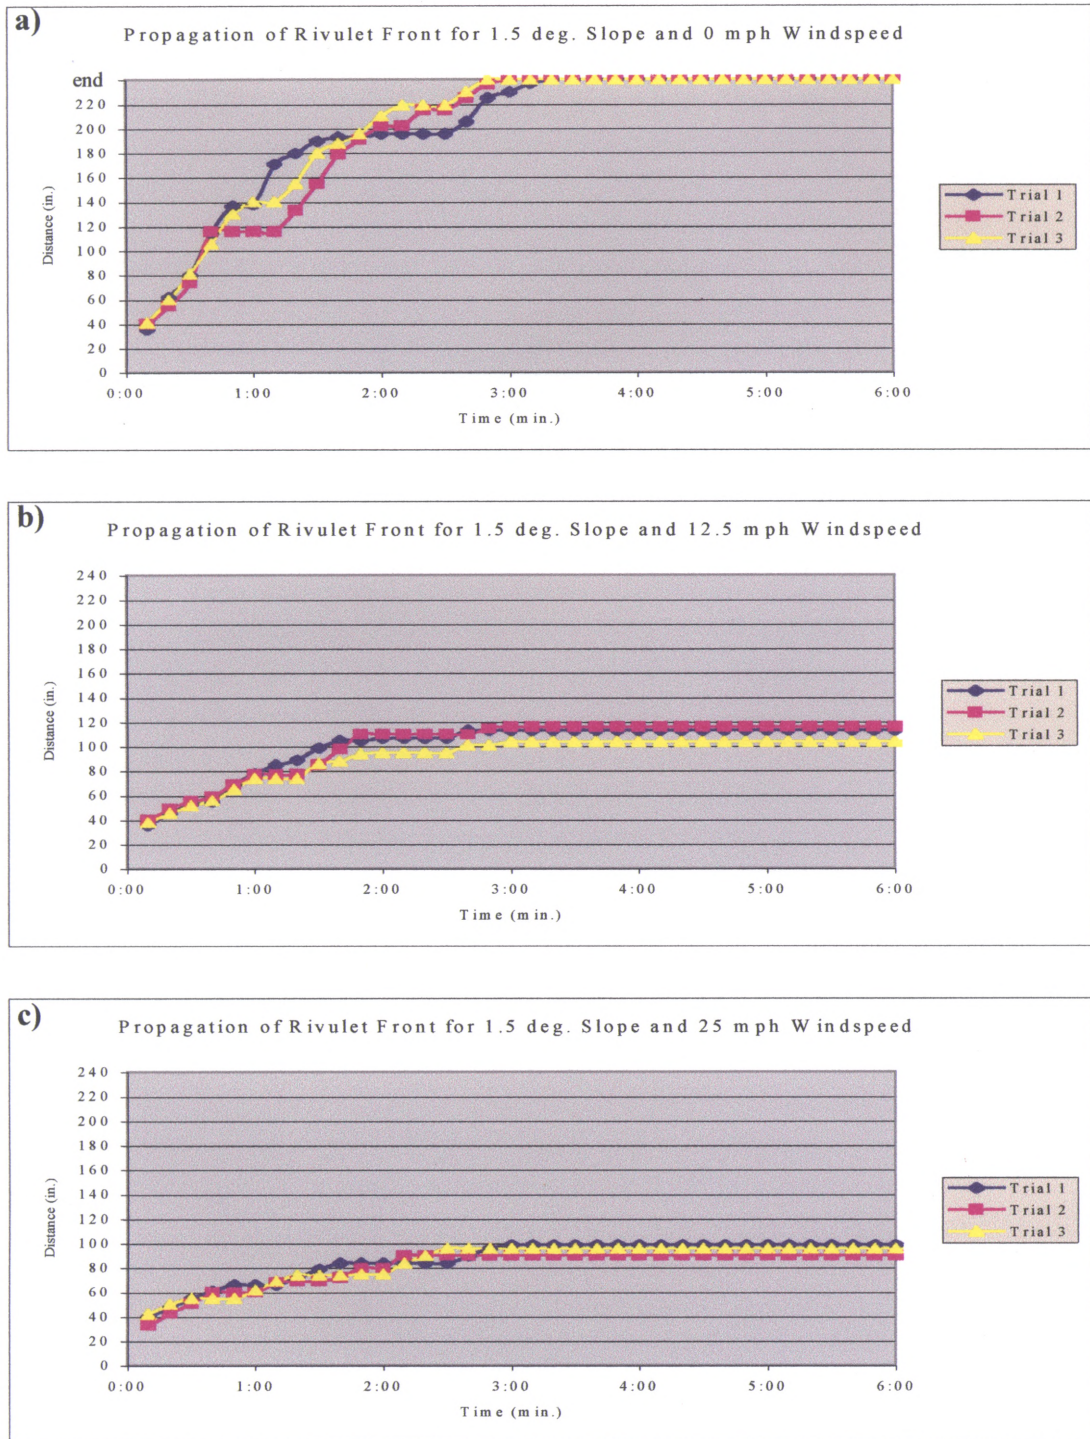 a)
Propagation of Rivulet Front for 1.5 deg. Slope and 0 mph Windspeed
end
220
200
180
160
140
120
100
80
60
40
20
0
Distance (in.)
0:00 1:00 2:00 3:00 4:00 5:00 6:00
Time (min.)
Trial 1
Trial 2
Trial 3
b)
Propagation of Rivulet Front for 1.5 deg. Slope and 12.5 mph Windspeed
240
220
200
180
160
140
120
100
80
60
40
20
0
Distance (in.)
0:00 1:00 2:00 3:00 4:00 5:00 6:00
Time (min.)
Trial 1
Trial 2
Trial 3
c)
Propagation of Rivulet Front for 1.5 deg. Slope and 25 mph Windspeed
240
220
200
180
160
140
120
100
80
60
40
20
0
Distance (in.)
0:00 1:00 2:00 3:00 4:00 5:00 6:00
Time (min.)
Trial 1
Trial 2
Trial 3